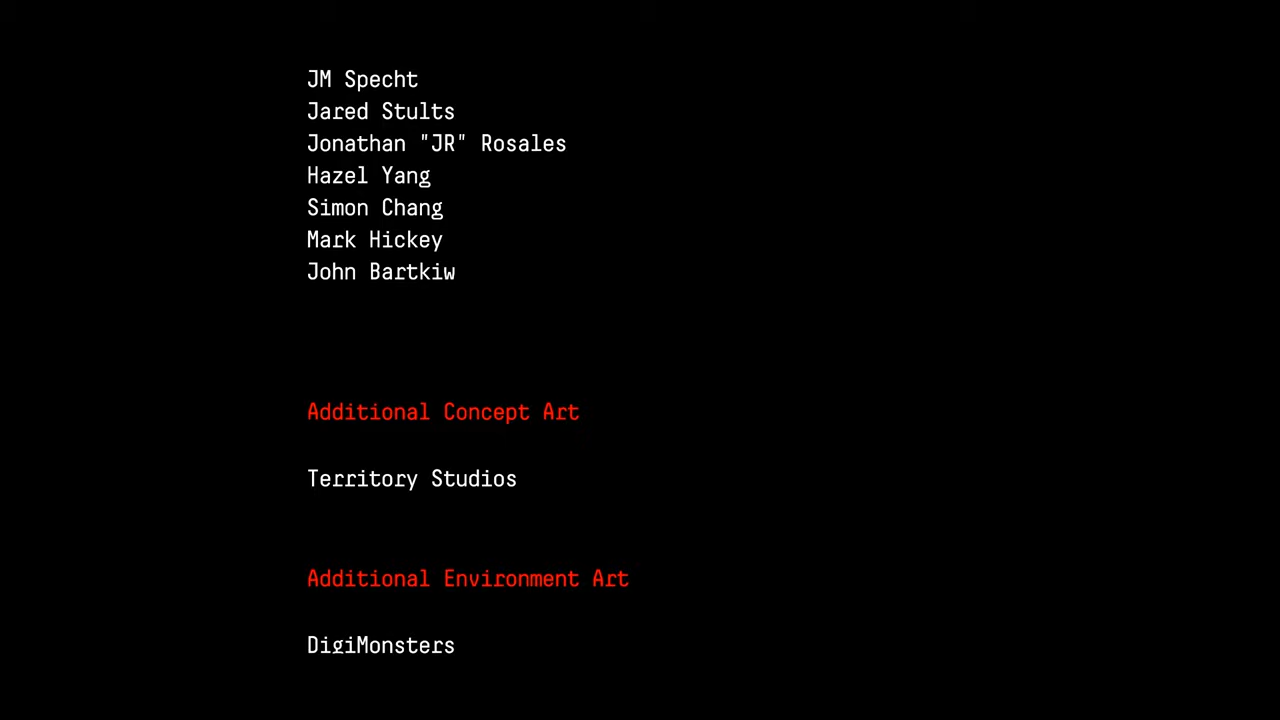 JM Specht
Jared Stults
Jonathan "JR" Rosales
Hazel Yang
Simon Chang
Mark Hickey
John Bartkiw
Additional Concept Art
Territory Studios
Additional Environment Art
DigiMonsters